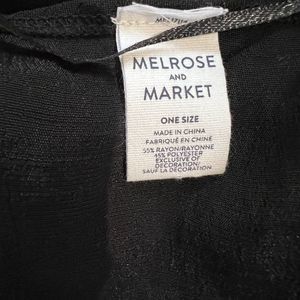 MELROSE
AND
MARKET
ONE SIZE
MADE IN CHINA
FABRIQUÉ EN CHINE
55% RAYON/RAYONNE
45% POLYESTER
EXCLUSIVE OF
DECORATION/
SAUF LA DÉCORATION